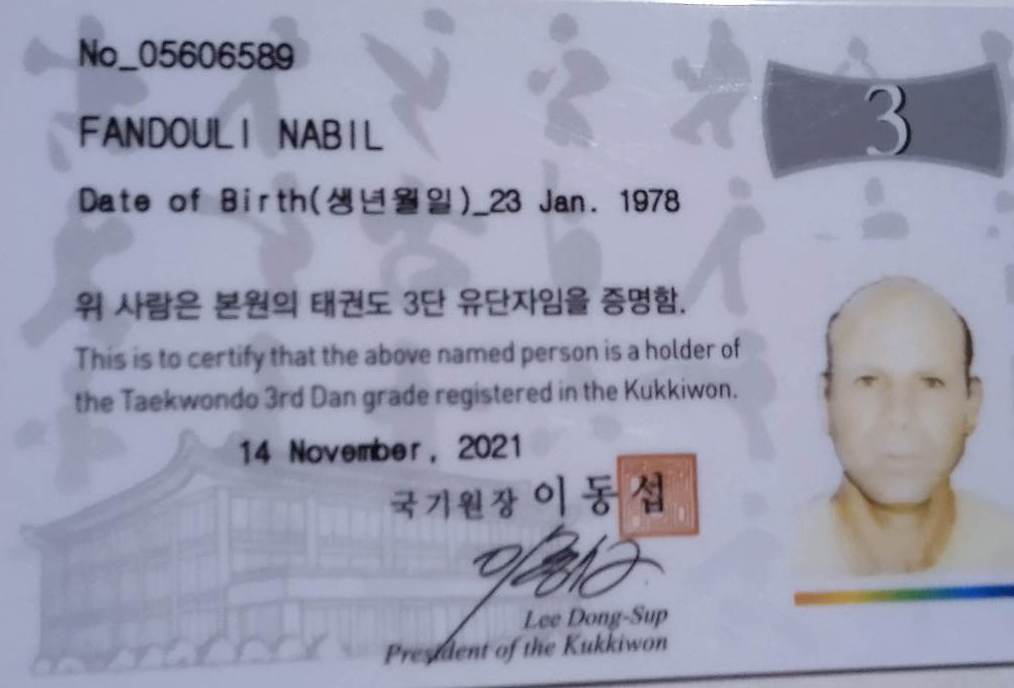 No_05606589
3
FANDOULI NABIL
Date of Birth(생년월일)_23 Jan. 1978
위 사람은 본원의 태권도 3단 유단자임을 증명함.
This is to certify that the above named person is a holder of
the Taekwondo 3rd Dan grade registered in the Kukkiwon.
14 November, 2021
국기원장 이동섭
Lee Dong-Sup
President of the Kukkiwon